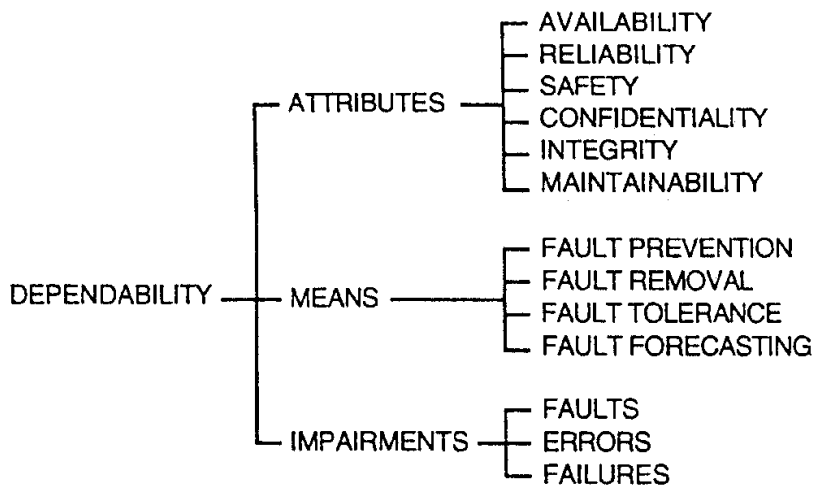 AVAILABILITY
RELIABILITY
SAFETY
ATTRIBUTES
CONFIDENTIALITY
INTEGRITY
MAINTAINABILITY
FAULT PREVENTION
FAULT REMOVAL
DEPENDABILITY
MEANS
FAULT TOLERANCE
FAULT FORECASTING
FAULTS
IMPAIRMENTS
ERRORS
FAILURES